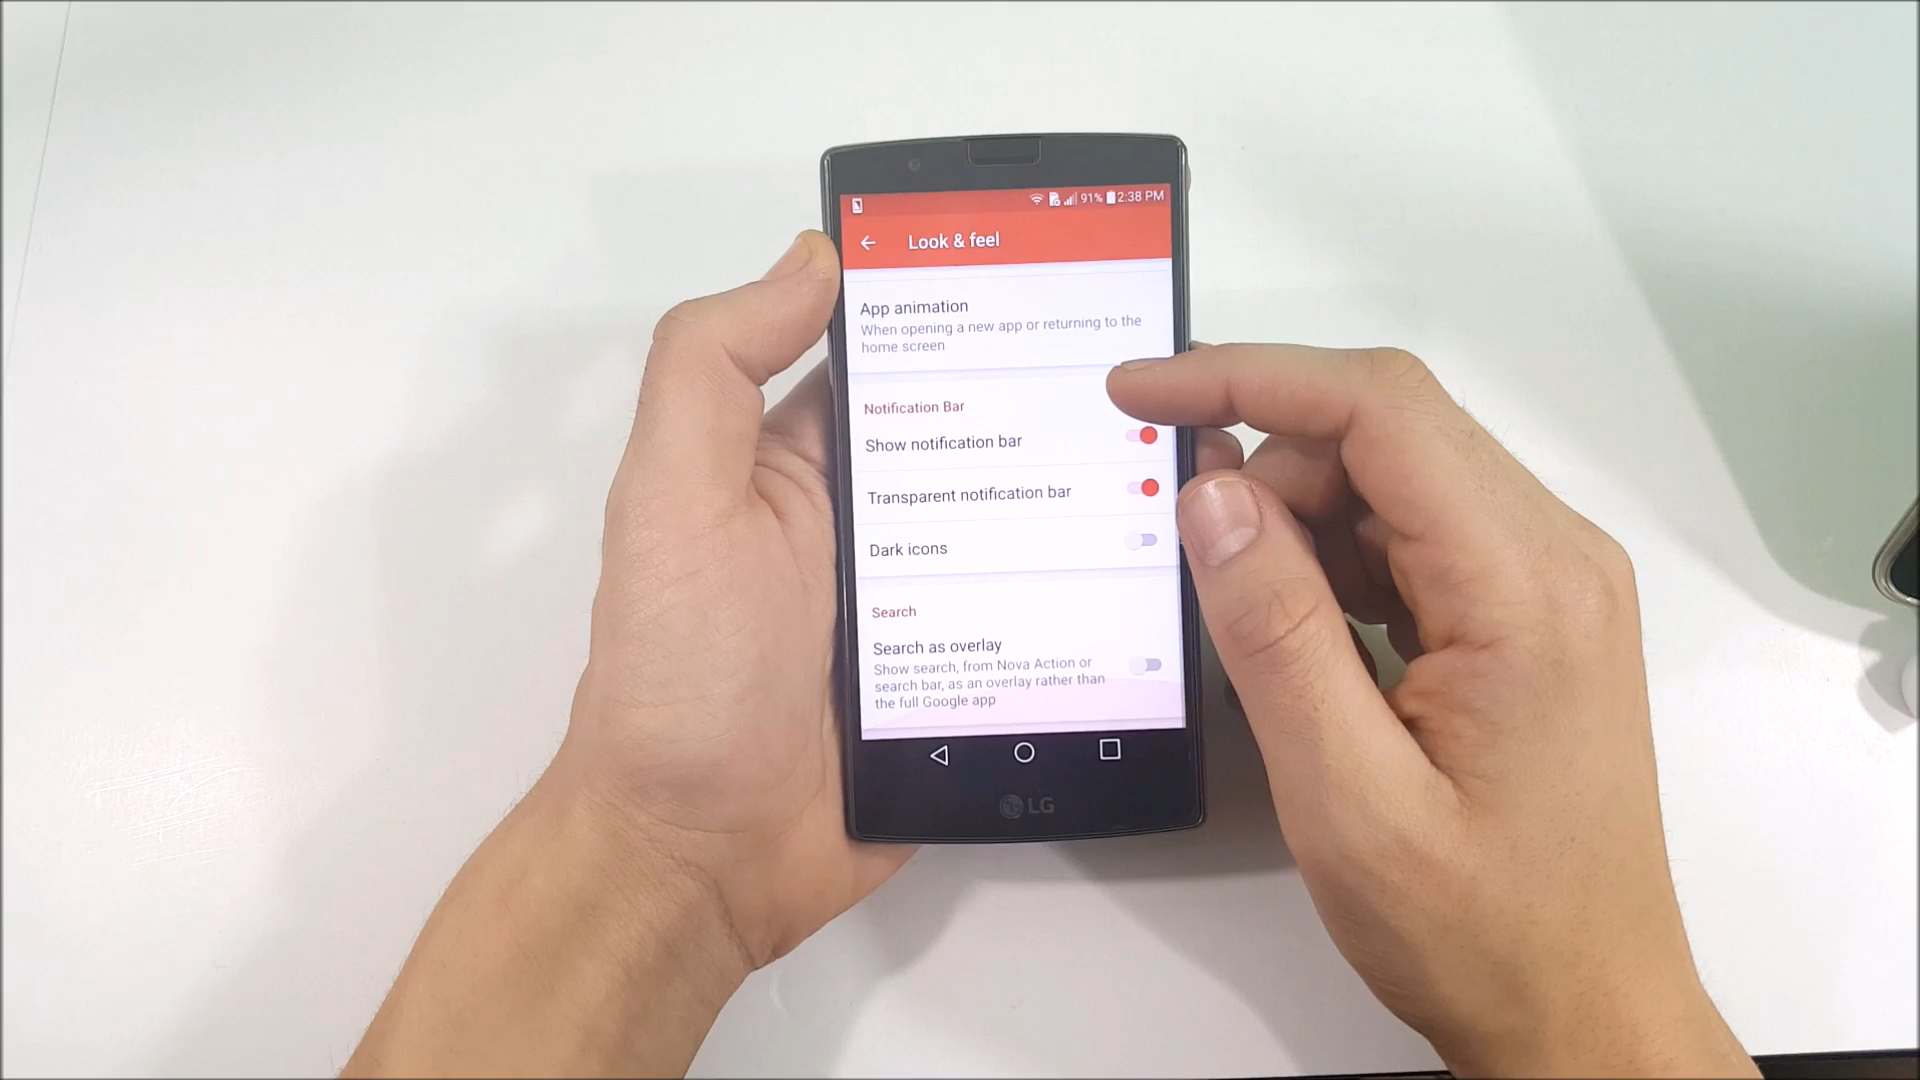 91% 2:38 PM
Look & feel
App animation
When opening a new app or returning to the
home screen
Notification Bar
Show notification bar
Transparent notification bar
Dark icons
Search
Search as overlay
Show search, from Nova Action or
search bar, as an overlay rather than
the full Google app
LG